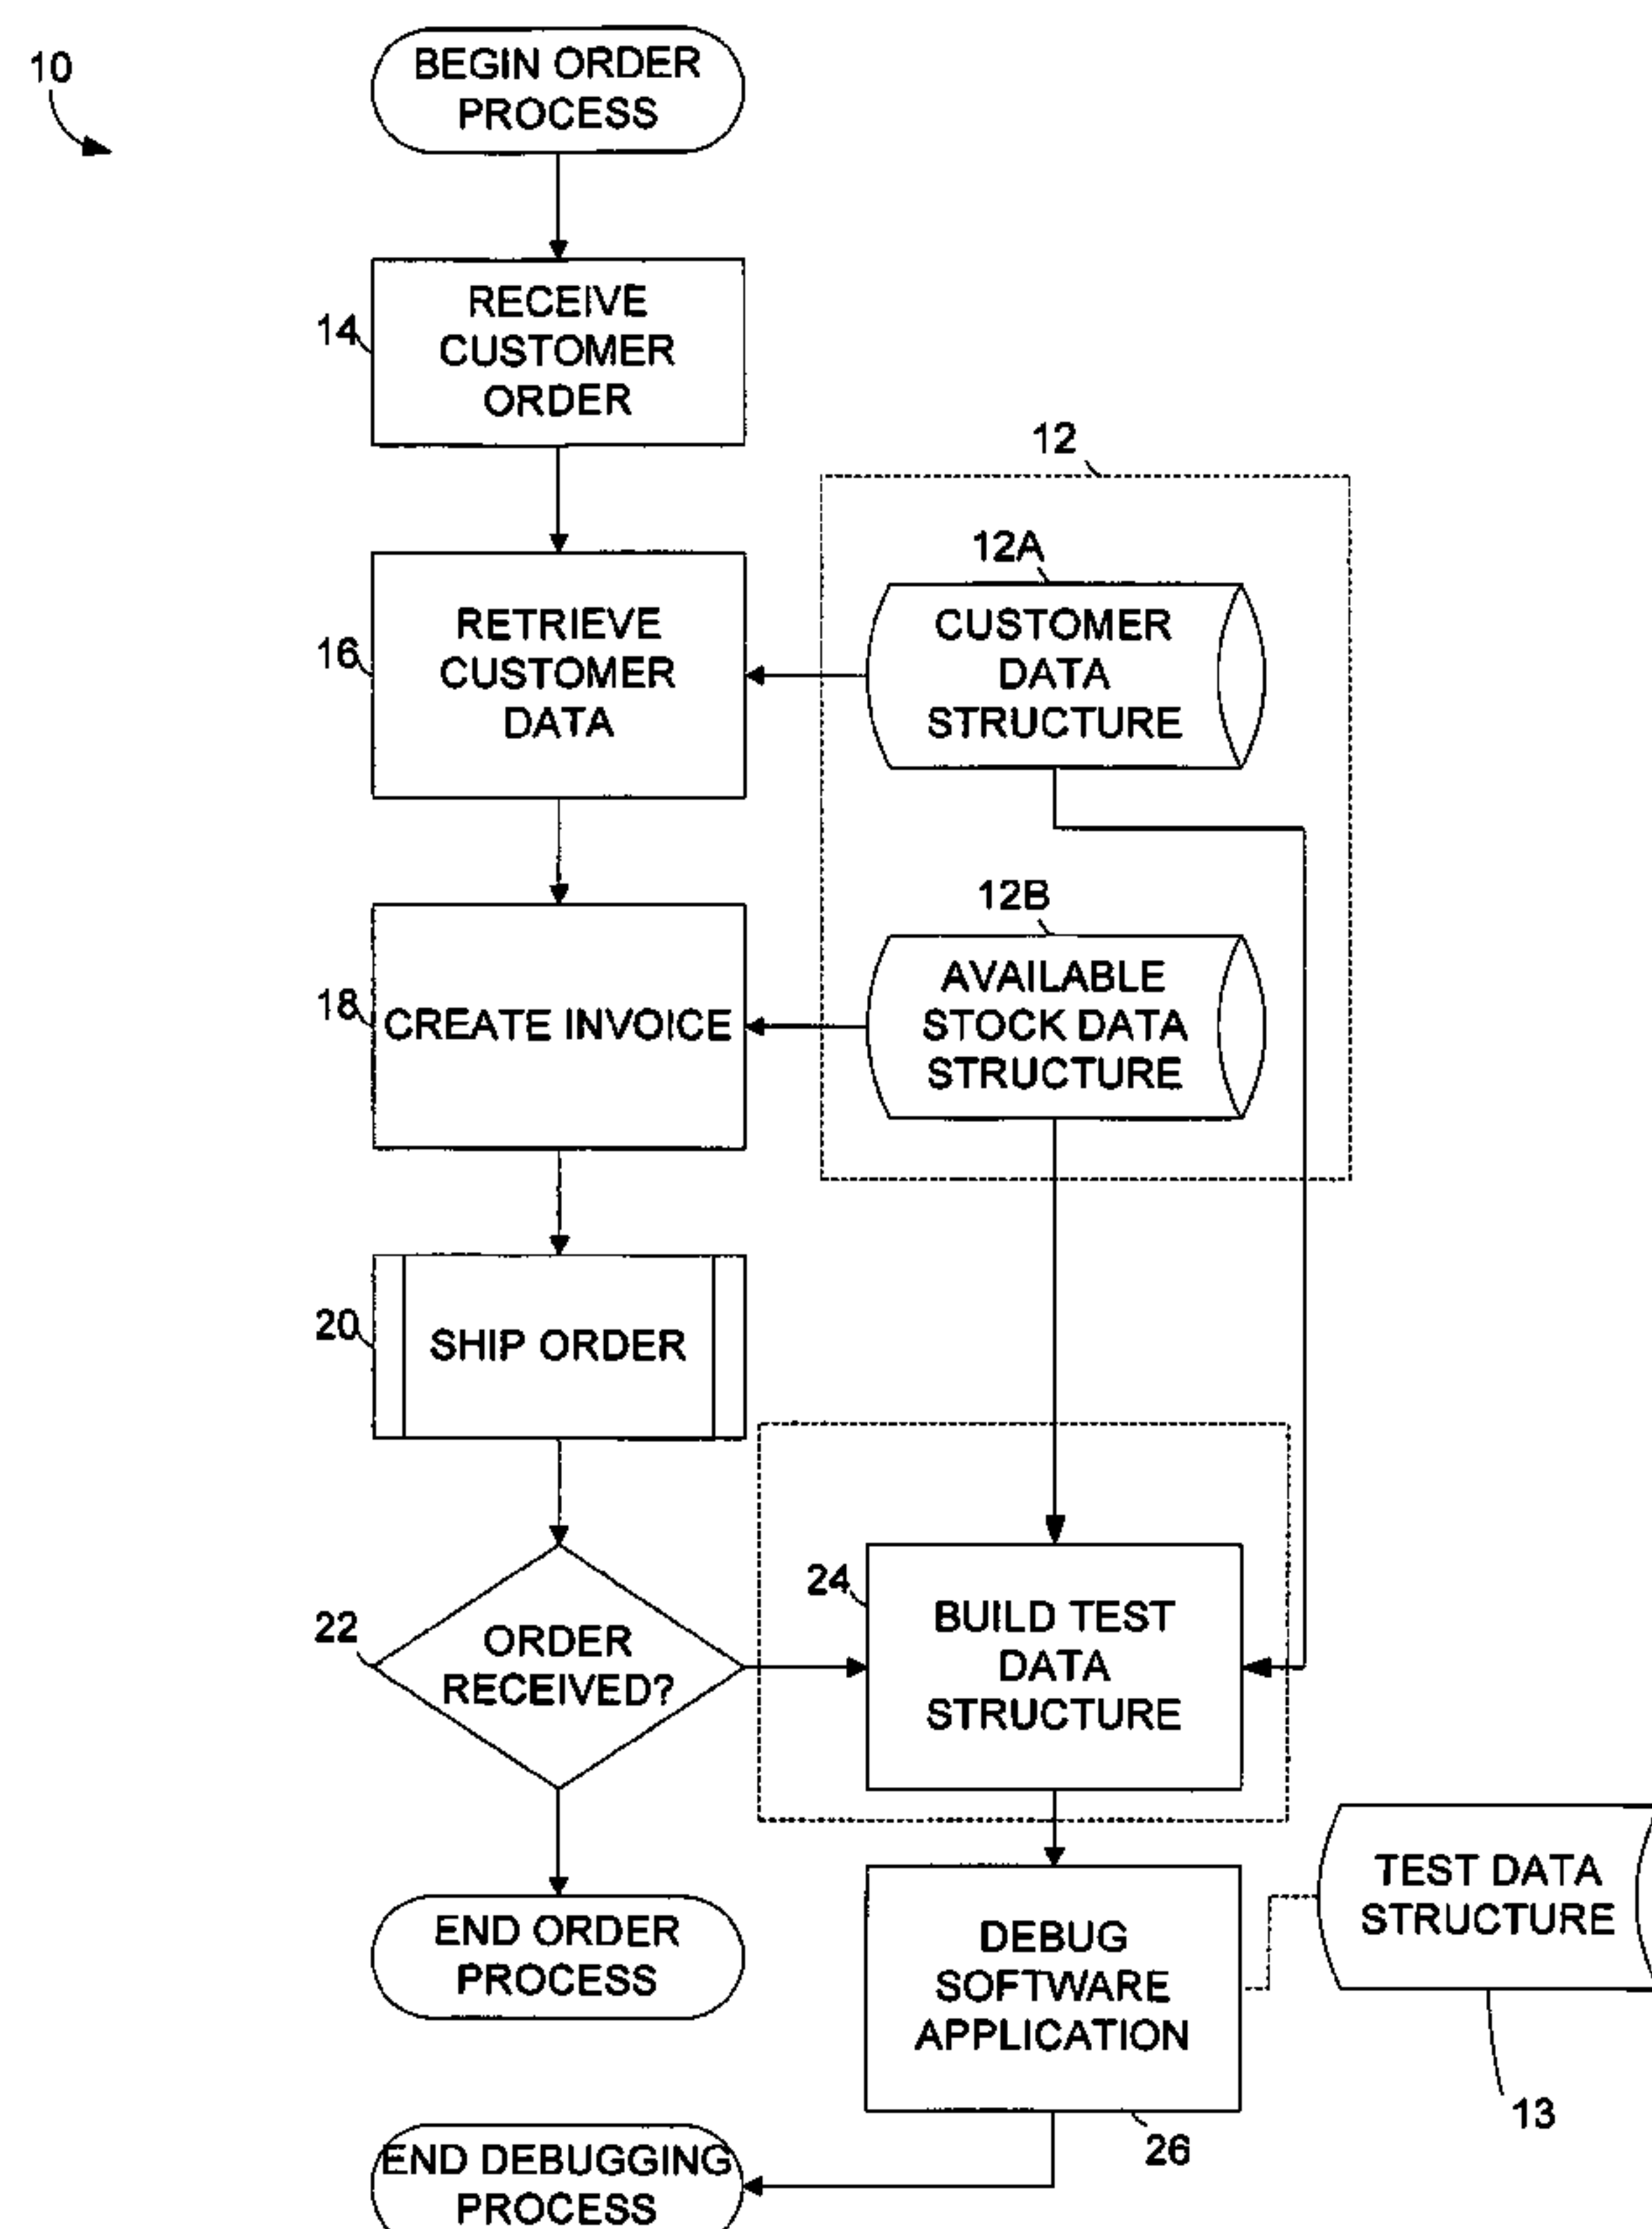 10
BEGIN ORDER
PROCESS
14
RECEIVE
CUSTOMER
ORDER
12
12A
16
RETRIEVE
CUSTOMER
DATA
CUSTOMER
DATA
STRUCTURE
12B
18
CREATE INVOICE
AVAILABLE
STOCK DATA
STRUCTURE
20
SHIP ORDER
22
ORDER
RECEIVED?
24
BUILD TEST
DATA
STRUCTURE
END ORDER
PROCESS
DEBUG
SOFTWARE
APPLICATION
TEST DATA
STRUCTURE
13
26
END DEBUGGING
PROCESS